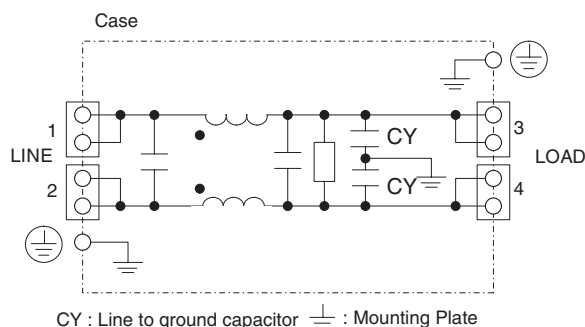 Case
1
3
CY
LINE
LOAD
2
CY
4
CY : Line to ground capacitor : Mounting Plate